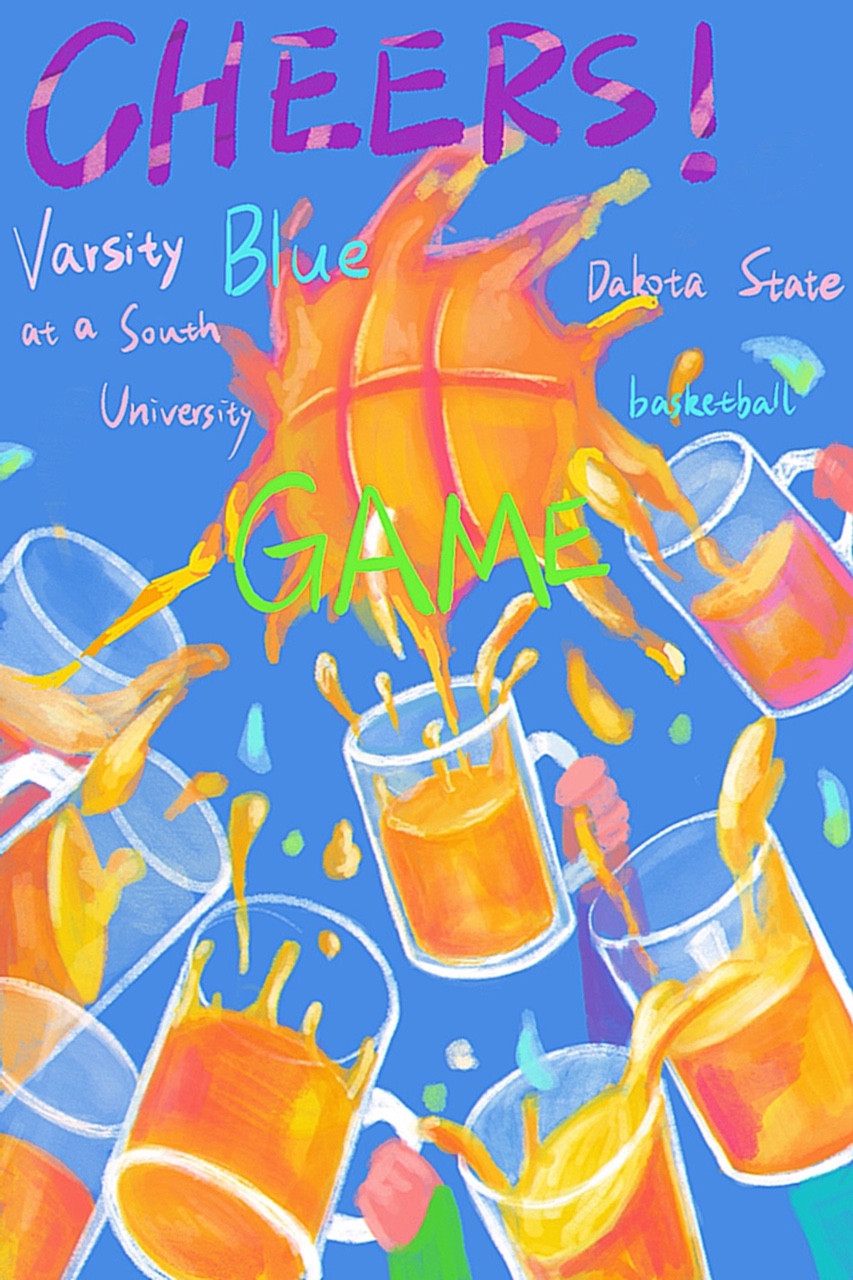 CHEERS!
Varsity Blue
at a South Dakota State
University basketball
GAME